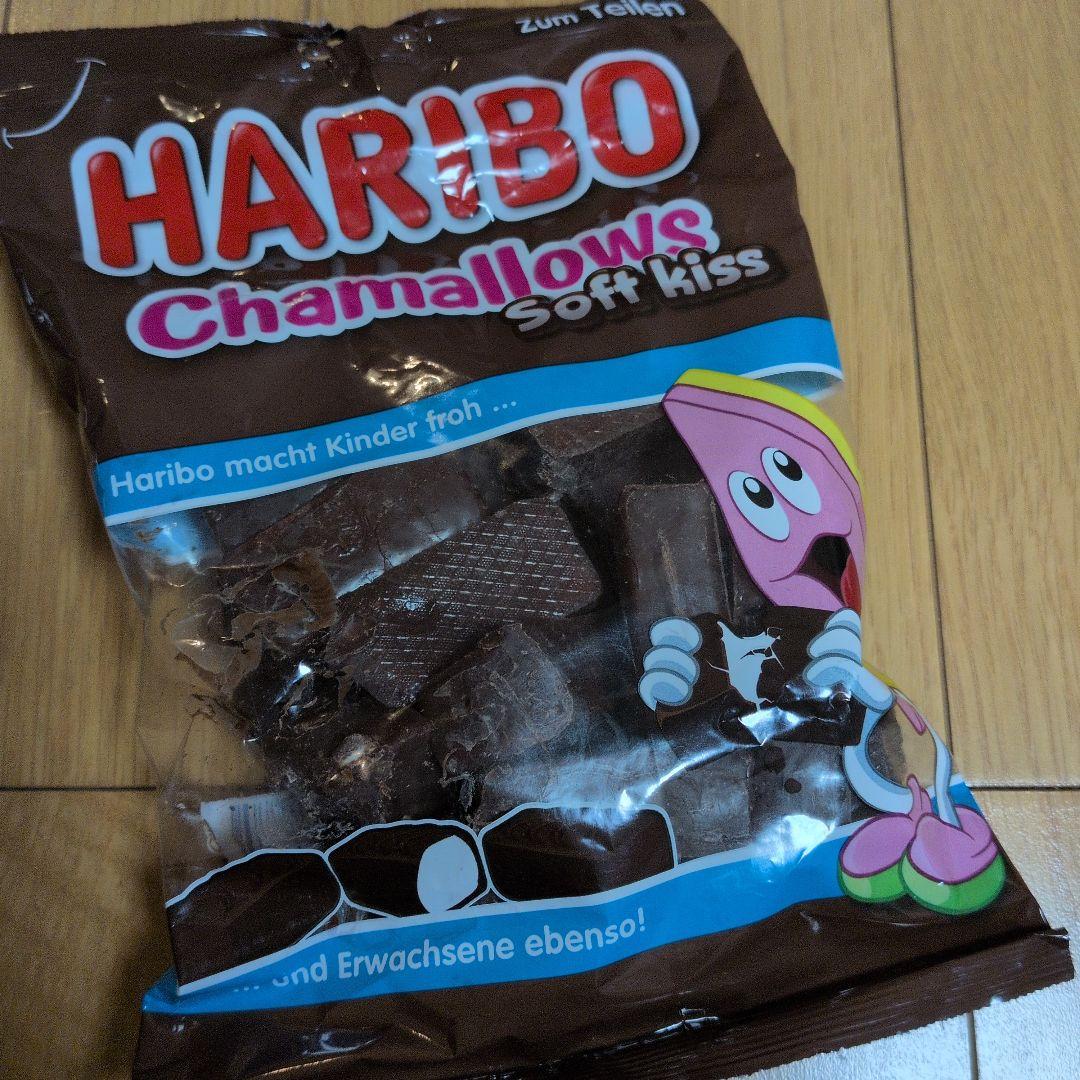 Zum Teilen
HARIBO
Chamallows
Soft kiss
Haribo macht Kinder froh ...
... und Erwachsene ebenso!